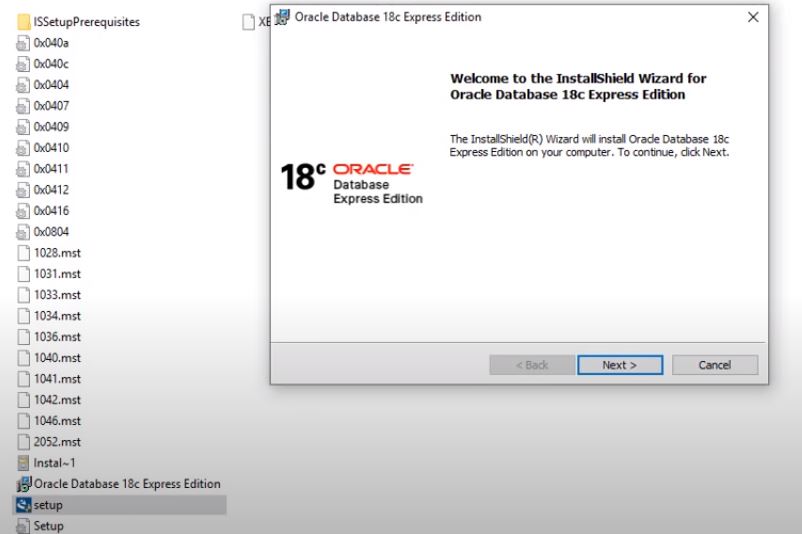 ISSetupPrerequisites
0x040a
0x040c
0x0404
0x0407
0x0409
0x0410
0x0411
0x0412
0x0416
0x0804
1028.mst
1031.mst
1033.mst
1034.mst
1036.mst
1040.mst
1041.mst
1042.mst
1046.mst
2052.mst
Instal~1
Oracle Database 18c Express Edition
setup
Setup
Oracle Database 18c Express Edition
Welcome to the InstallShield Wizard for
Oracle Database 18c Express Edition
The InstallShield(R) Wizard will install Oracle Database 18c
Express Edition on your computer. To continue, click Next.
18c ORACLE
Database
Express Edition
< Back Next > Cancel